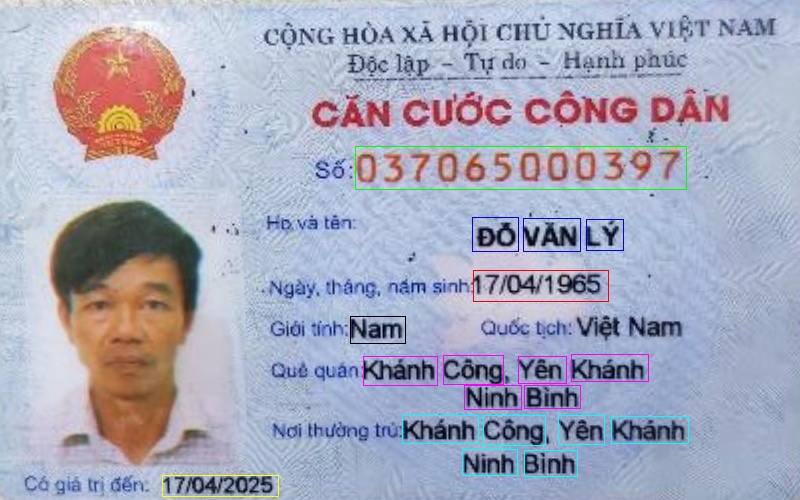 CỘNG HÒA XÃ HỘI CHỦ NGHĨA VIỆT NAM
Độc lập – Tự do – Hạnh phúc
CĂN CƯỚC CÔNG DÂN
Số: 037065000397
Họ và tên: ĐỖ VĂN LÝ
Ngày, tháng, năm sinh: 17/04/1965
Giới tính: Nam Quốc tịch: Việt Nam
Quê quán: Khánh Công, Yên Khánh
Ninh Bình
Nơi thường trú: Khánh Công, Yên Khánh
Ninh Bình
Có giá trị đến: 17/04/2025